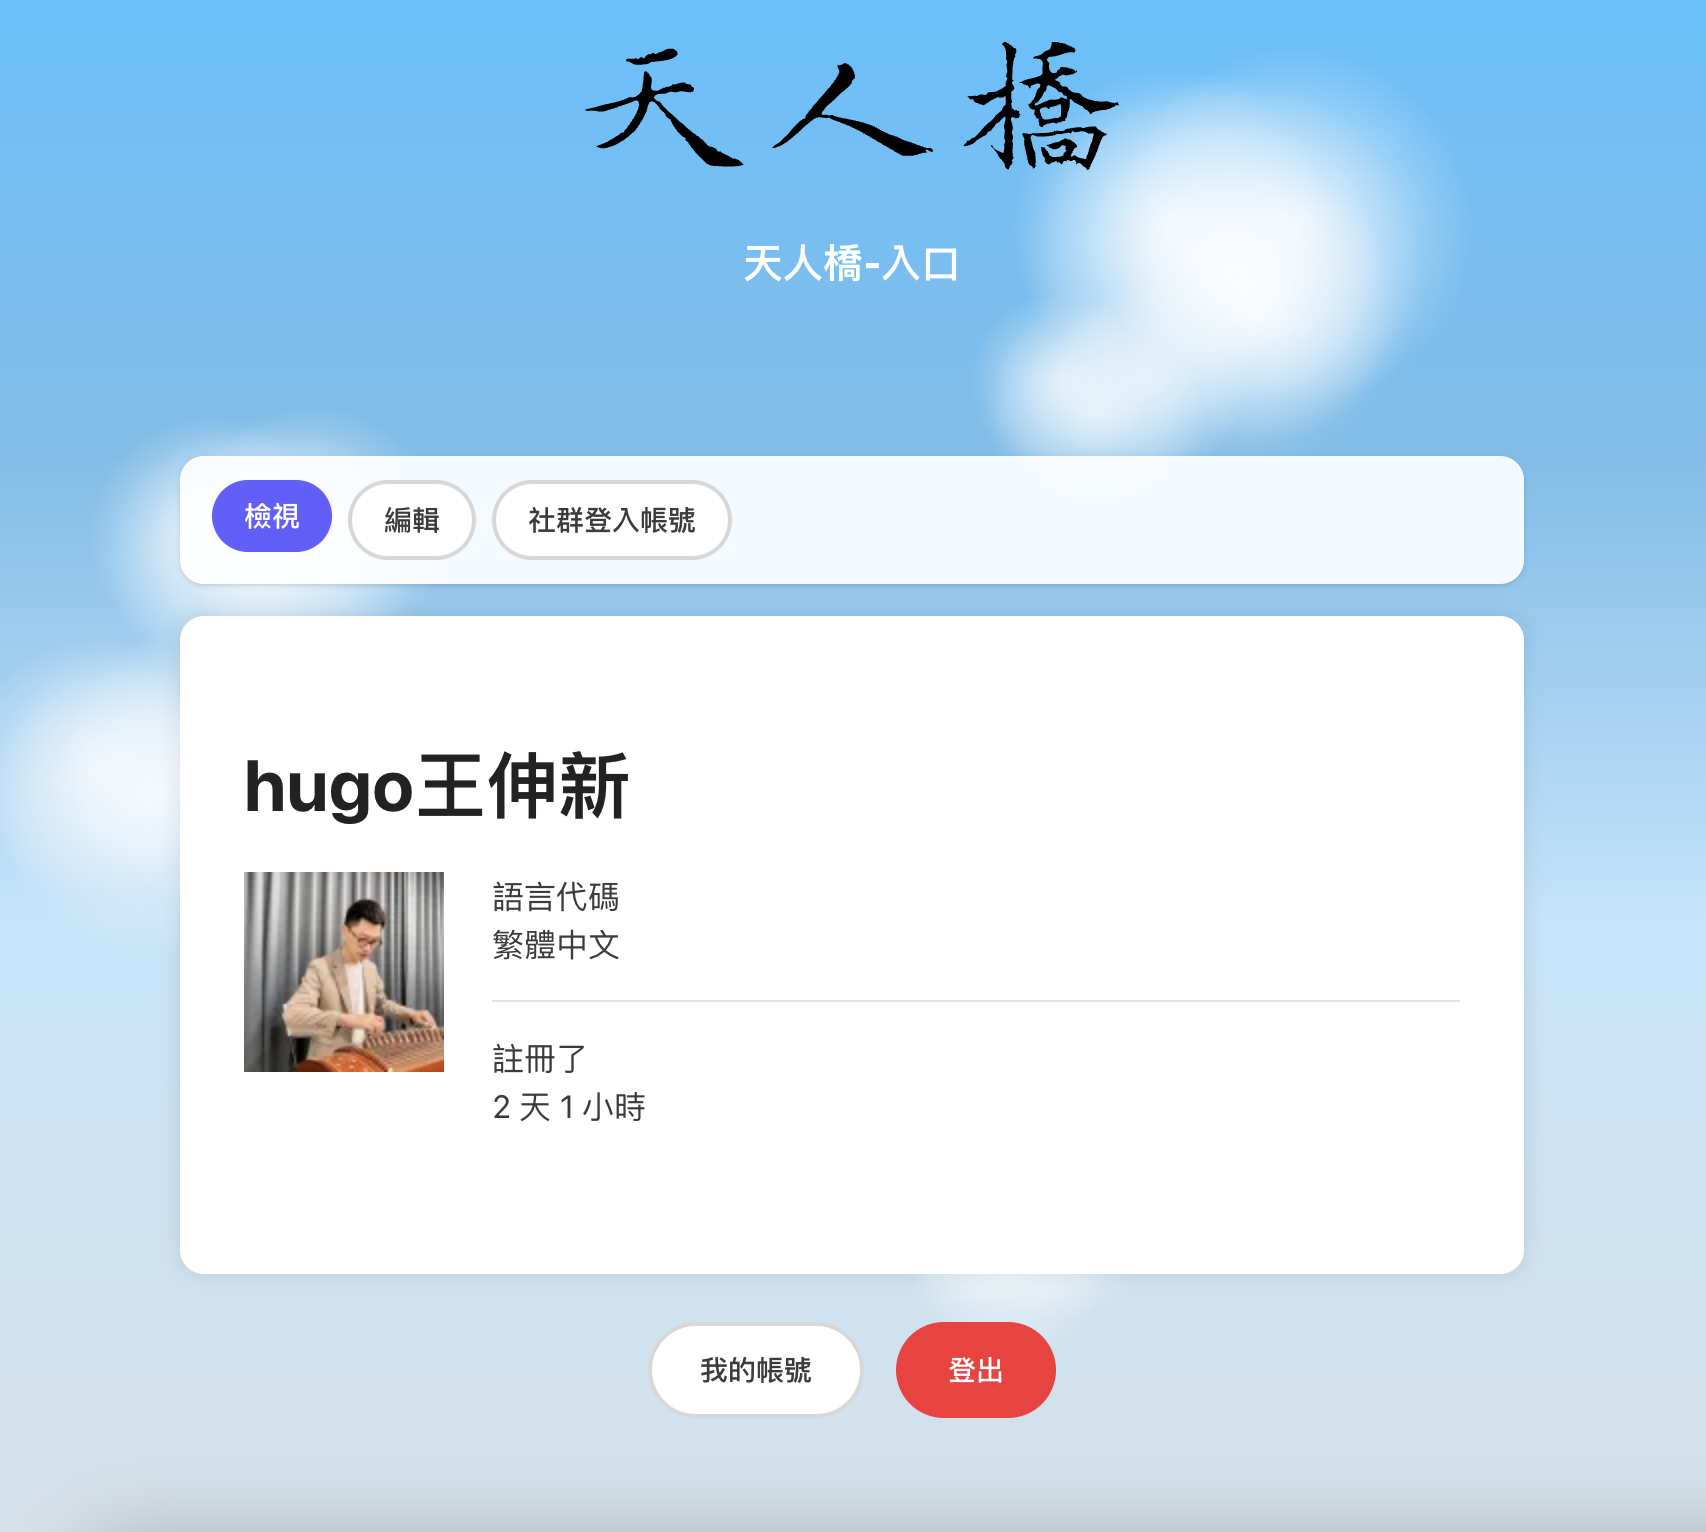 天人橋
天人橋-入口
檢視 編輯 社群登入帳號
hugo王伸新
語言代碼
繁體中文
註冊了
2 天 1 小時
我的帳號 登出